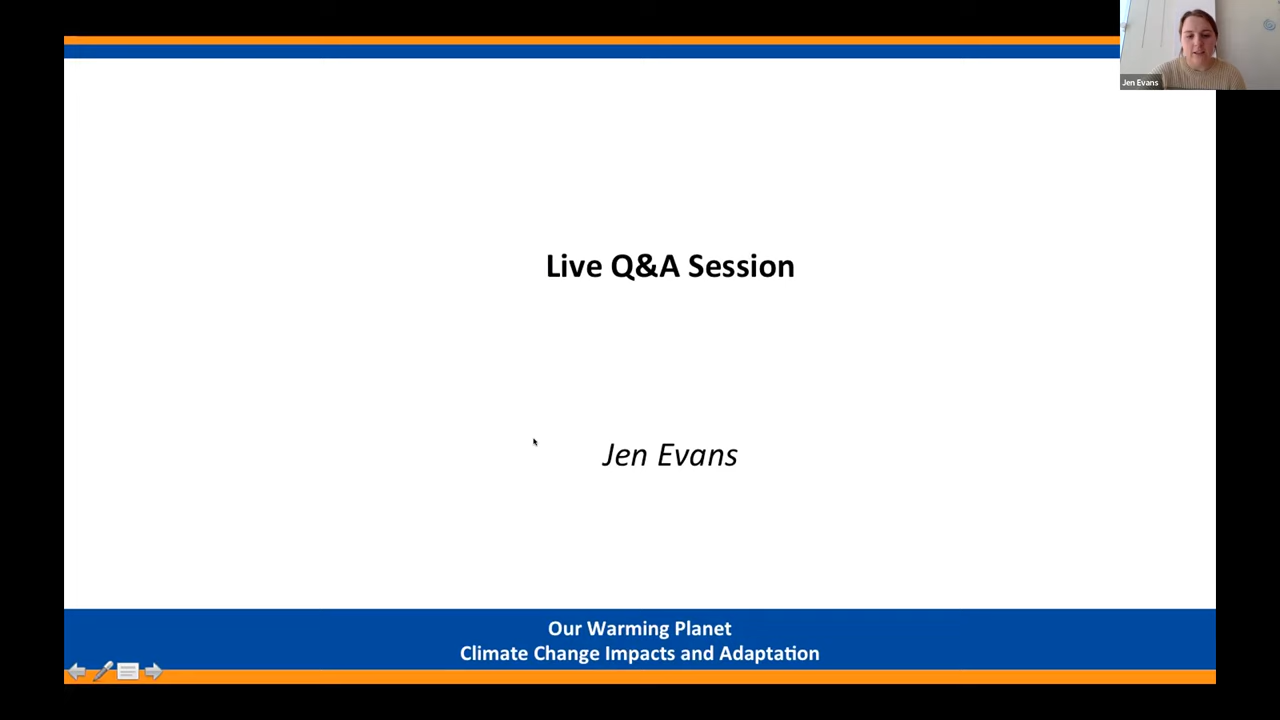 Jen Evans
Live Q&A Session
Jen Evans
Our Warming Planet
Climate Change Impacts and Adaptation